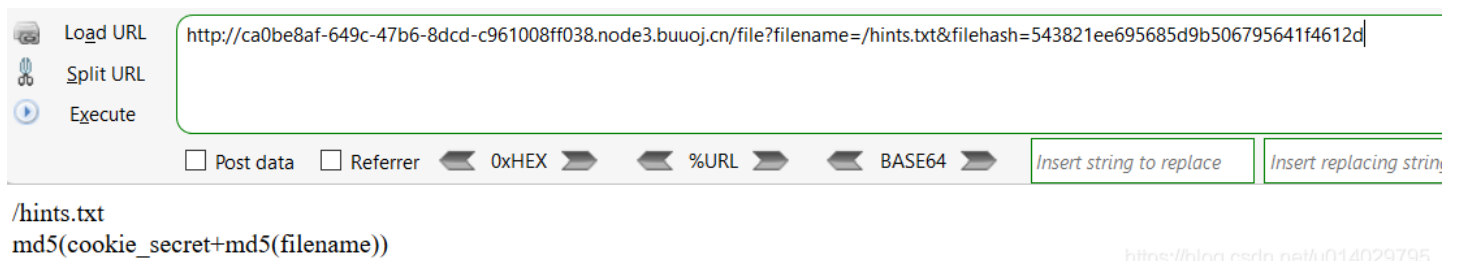 Load URL
http://ca0be8af-649c-47b6-8dcd-c961008ff038.node3.buuoj.cn/file?filename=/hints.txt&filehash=543821ee695685d9b506795641f4612d
Split URL
Execute
Post data Referrer 0xHEX %URL BASE64 Insert string to replace Insert replacing string
/hints.txt
md5(cookie_secret+md5(filename))
https://blog.csdn.net/u014029795